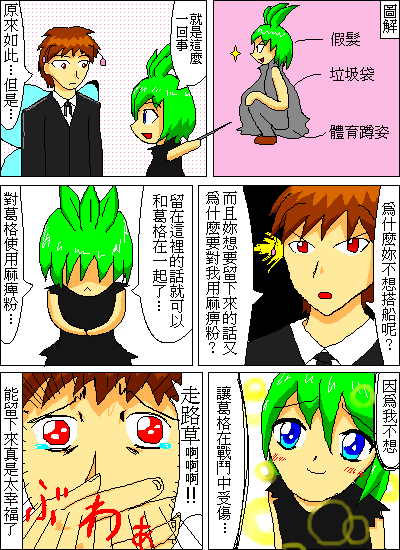 圖解
假髮
垃圾袋
體育蹲姿
就是這麼
一回事
原來如此…但是…
為什麼妳不想搭船呢？
而且妳想要留下來的話又
為什麼要對我用麻痹粉？
留在這裡的話就可以
和葛格在一起了…
對葛格使用麻痹粉…
因為我不想
讓葛格在戰鬥中受傷…
走路草
啊啊啊!!
ぶわぁ
能留下來真是太幸福了